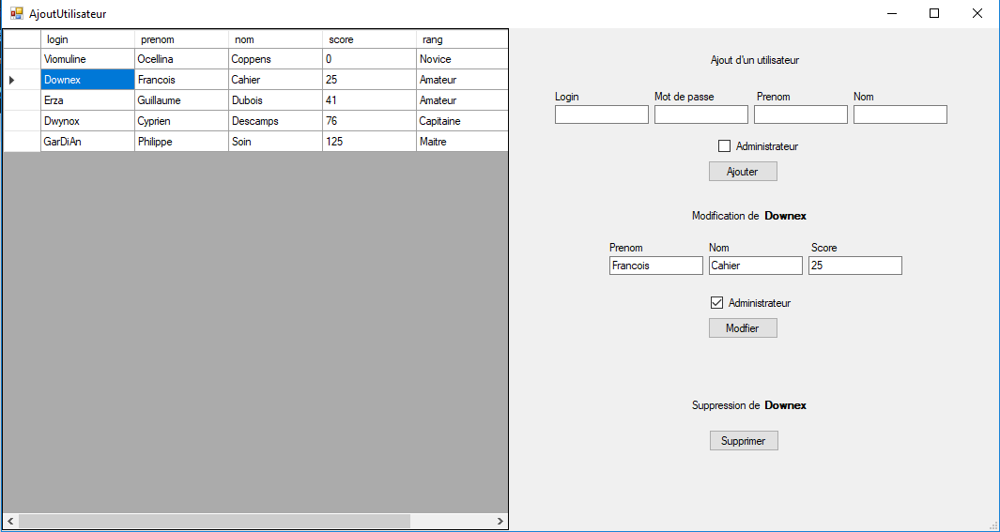 AjoutUtilisateur
login prenom nom score rang
Viomuline Ocellina Coppens 0 Novice
Downex Francois Cahier 25 Amateur
Erza Guillaume Dubois 41 Amateur
Dwynox Cyprien Descamps 76 Capitaine
GarDiAn Philippe Soin 125 Maitre
Ajout d'un utilisateur
Login Mot de passe Prenom Nom
Administrateur
Ajouter
Modification de Downex
Prenom Nom Score
Francois Cahier 25
Administrateur
Modfier
Suppression de Downex
Supprimer